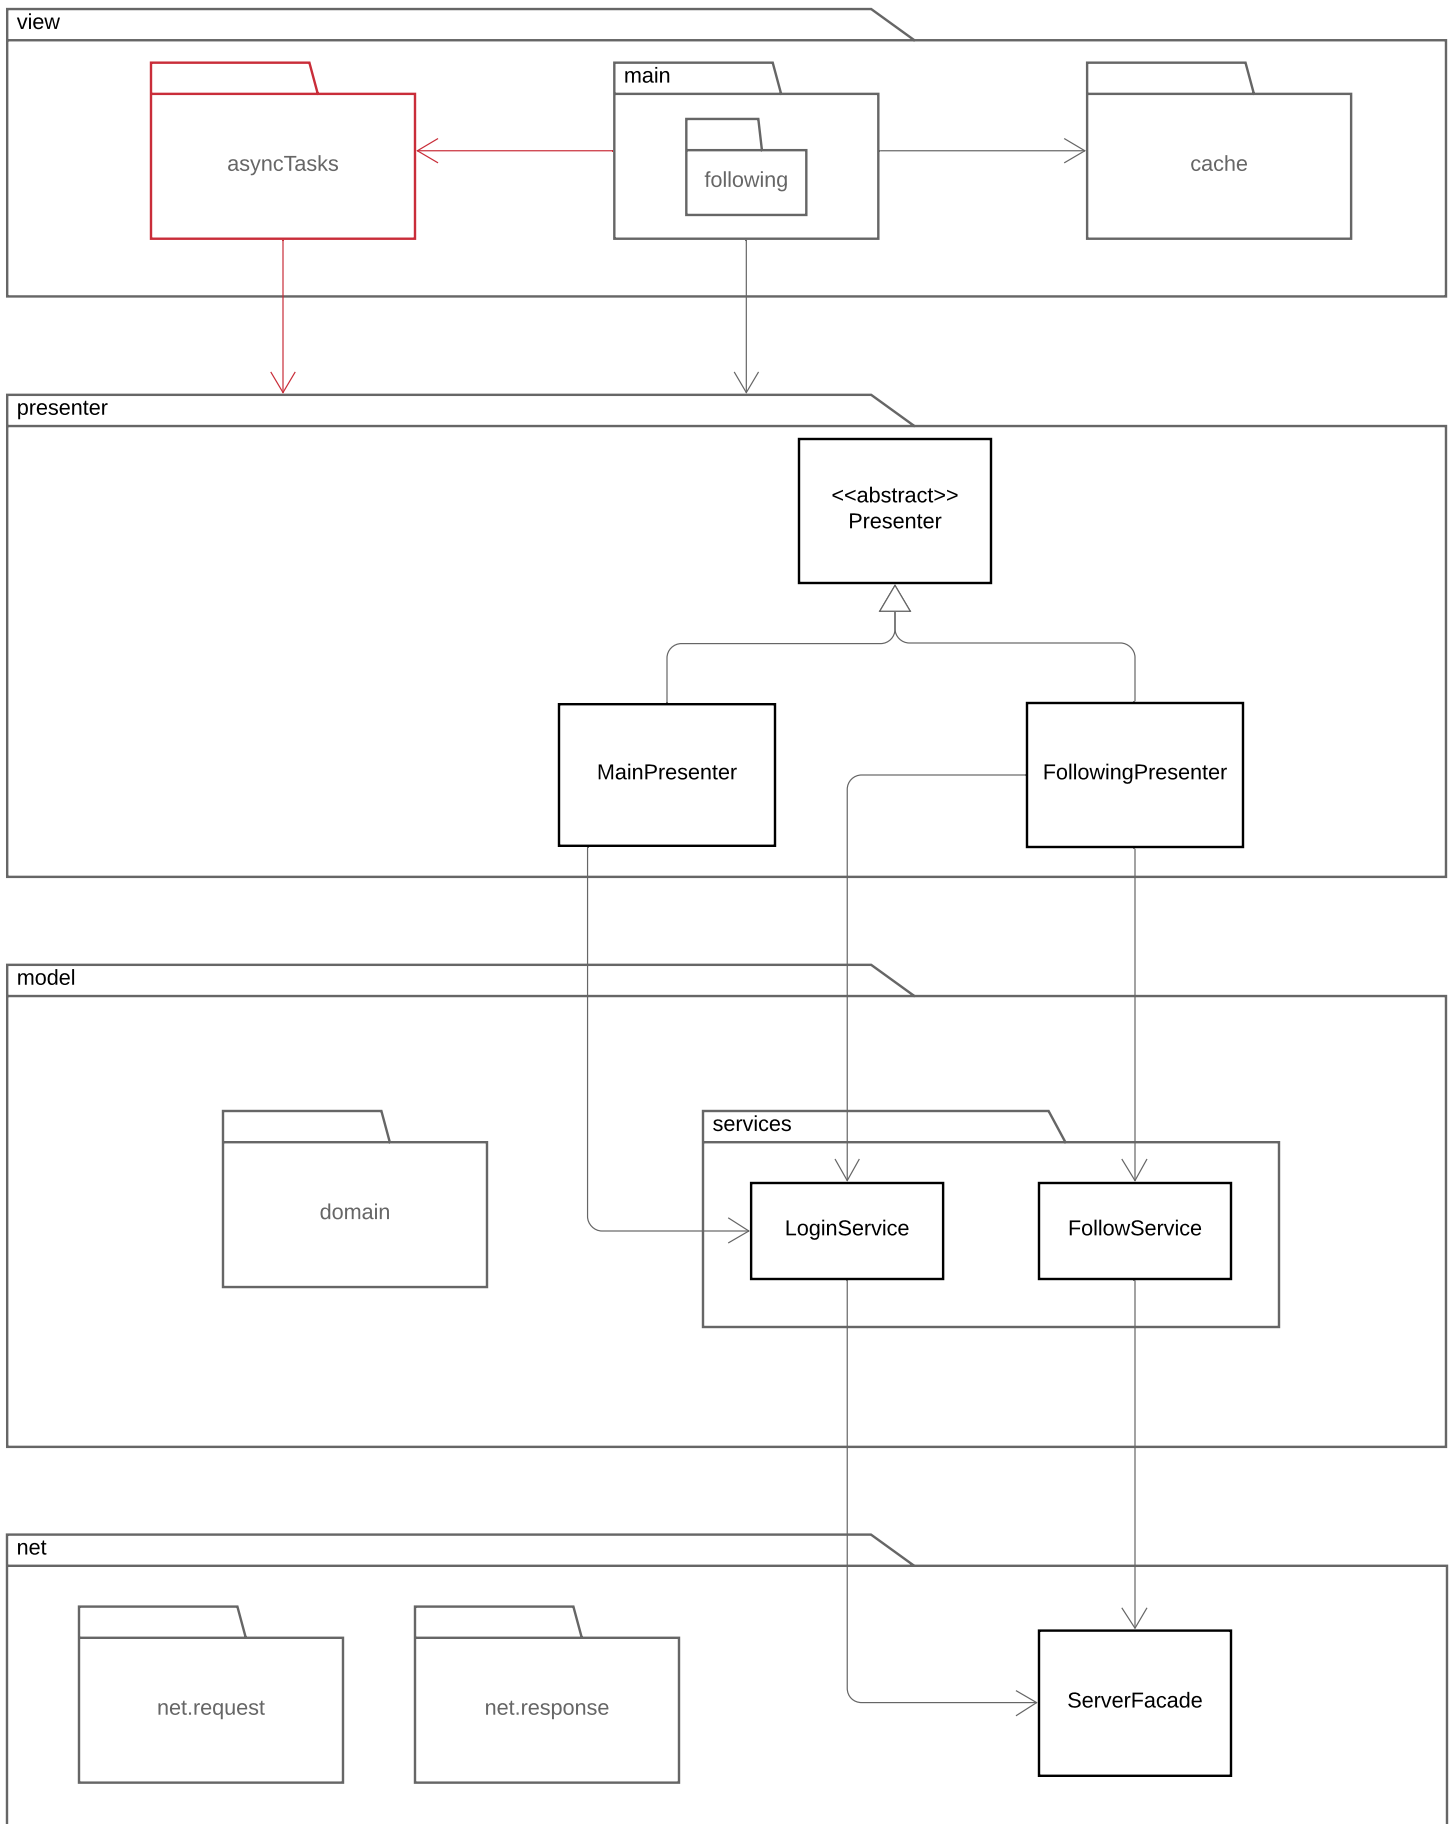 view
main
asyncTasks
following
cache
presenter
<<abstract>>
Presenter
MainPresenter
FollowingPresenter
model
services
domain
LoginService
FollowService
net
net.request
net.response
ServerFacade